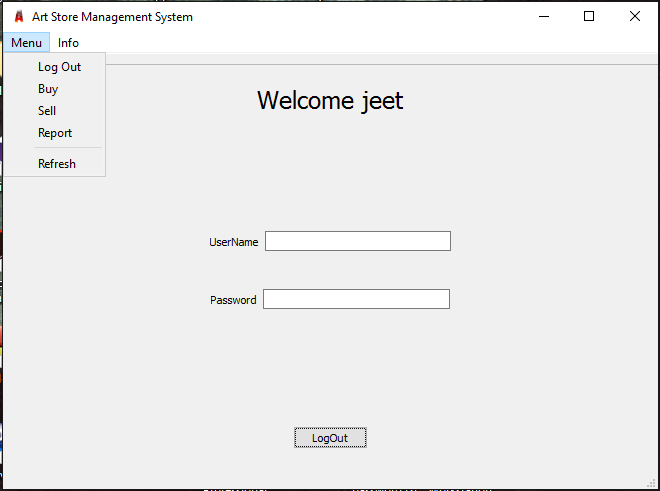 Art Store Management System
Menu Info
Log Out
Buy
Sell
Report
Refresh
Welcome jeet
UserName
Password
LogOut